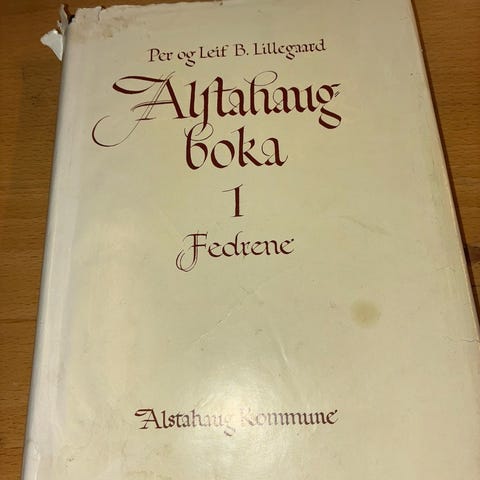 Per og Leif B. Lillegaard
Alstahaug-
boka
1
Fedrene
Alstahaug Kommune